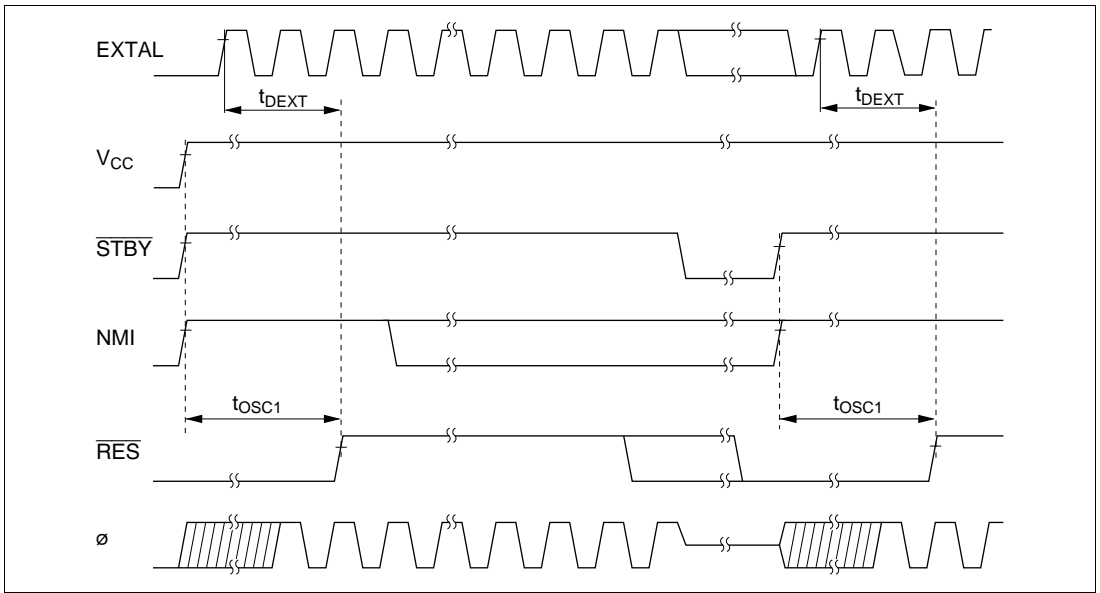 EXTAL
tDEXT tDEXT
VCC
STBY
NMI
tOSC1 tOSC1
RES
ø